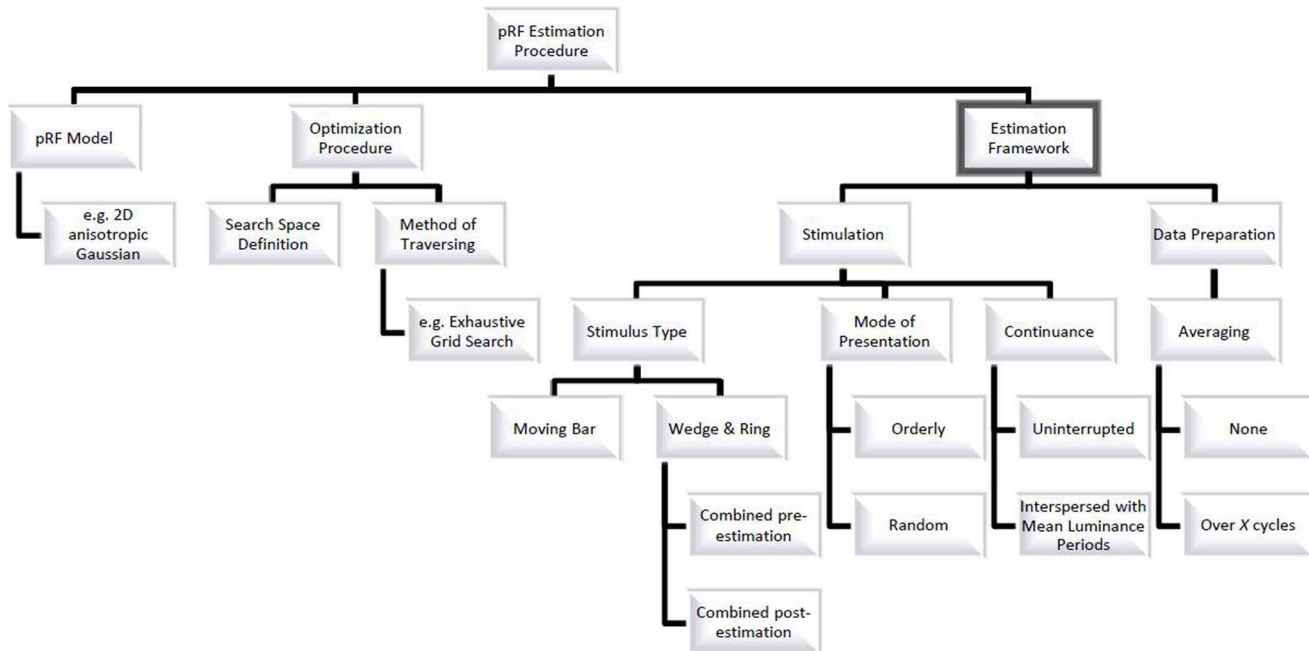 pRF Estimation
Procedure
pRF Model
Optimization
Procedure
Estimation
Framework
e.g. 2D
anisotropic
Gaussian
Search Space
Definition
Method of
Traversing
Stimulation
Data Preparation
e.g. Exhaustive
Grid Search
Stimulus Type
Mode of
Presentation
Continuance
Averaging
Moving Bar
Wedge & Ring
Orderly
Uninterrupted
None
Combined pre-
estimation
Random
Interspersed with
Mean Luminance
Periods
Over X cycles
Combined post-
estimation